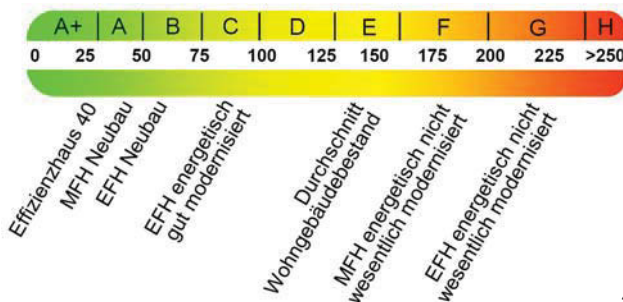 A+ A B C D E F G H
0 25 50 75 100 125 150 175 200 225 >250
Effizienzhaus 40
MFH Neubau
EFH Neubau
EFH energetisch
gut modernisiert
Durchschnitt
Wohngebäudebestand
MFH energetisch nicht
wesentlich modernisiert
EFH energetisch nicht
wesentlich modernisiert